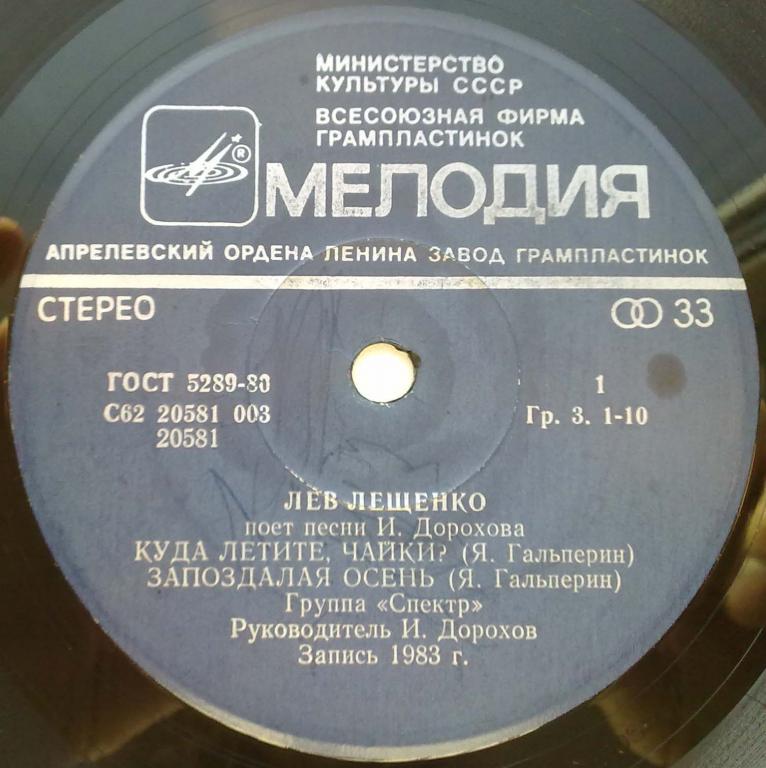 МИНИСТЕРСТВО
КУЛЬТУРЫ СССР
ВСЕСОЮЗНАЯ ФИРМА
ГРАМПЛАСТИНОК
®
МЕЛОДИЯ
АПРЕЛЕВСКИЙ ОРДЕНА ЛЕНИНА ЗАВОД ГРАМПЛАСТИНОК
СТЕРЕО
33
ГОСТ 5289-80
С62 20581 003
20581
1
Гр. 3. 1-10
ЛЕВ ЛЕЩЕНКО
поет песни И. Дорохова
КУДА ЛЕТИТЕ, ЧАЙКИ? (Я. Гальперин)
ЗАПОЗДАЛАЯ ОСЕНЬ (Я. Гальперин)
Группа «Спектр»
Руководитель И. Дорохов
Запись 1983 г.